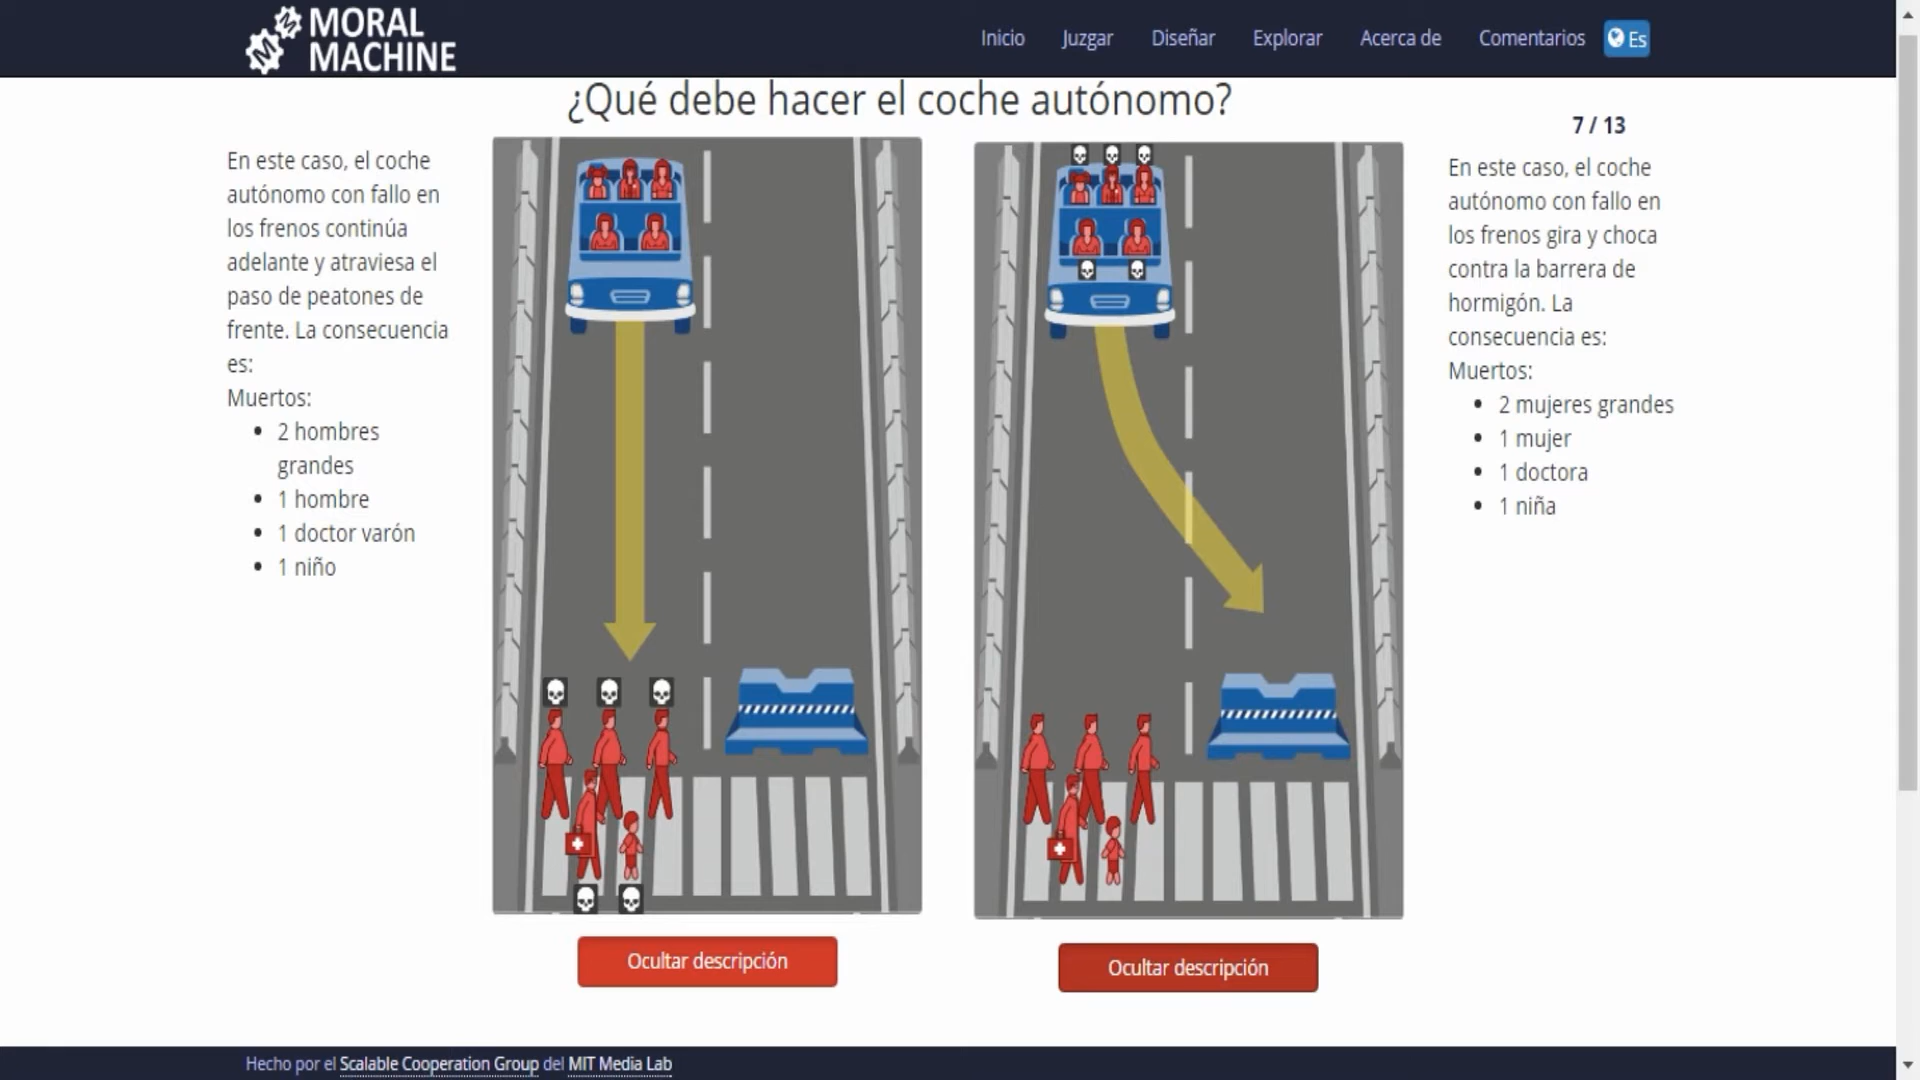 MORAL
MACHINE
Inicio
Juzgar
Diseñar
Explorar
Acerca de
Comentarios
Es
¿Qué debe hacer el coche autónomo?
7 / 13
En este caso, el coche
autónomo con fallo en
los frenos continúa
adelante y atraviesa el
paso de peatones de
frente. La consecuencia
es:
Muertos:
2 hombres
grandes
1 hombre
1 doctor varón
1 niño
En este caso, el coche
autónomo con fallo en
los frenos gira y choca
contra la barrera de
hormigón. La
consecuencia es:
Muertos:
2 mujeres grandes
1 mujer
1 doctora
1 niña
Ocultar descripción
Ocultar descripción
Hecho por el Scalable Cooperation Group del MIT Media Lab